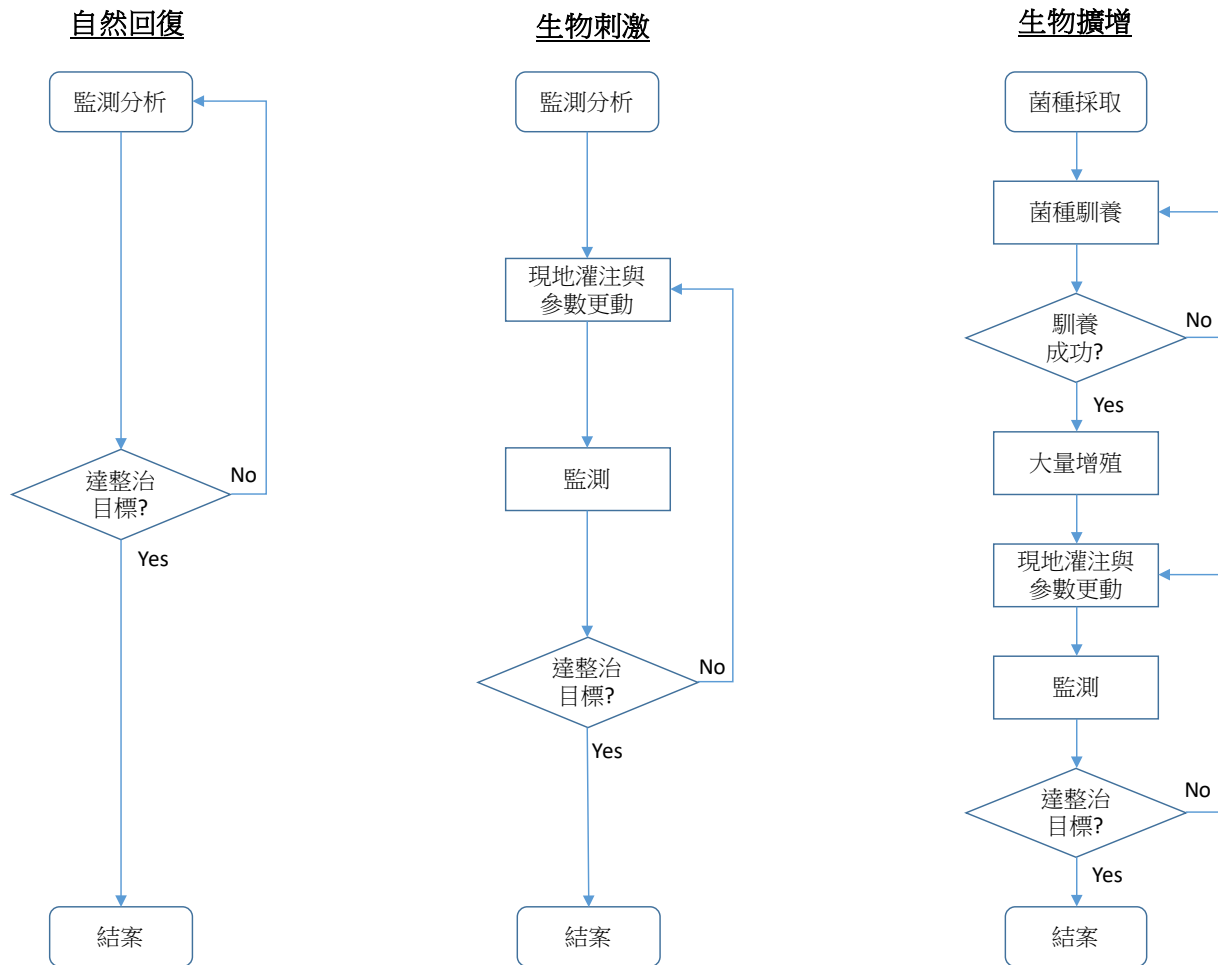 自然回復
監測分析
達整治
目標?
No
Yes
結案
生物刺激
監測分析
現地灌注與
參數更動
監測
達整治
目標?
No
Yes
結案
生物擴增
菌種採取
菌種馴養
馴養
成功?
No
Yes
大量增殖
現地灌注與
參數更動
監測
達整治
目標?
No
Yes
結案